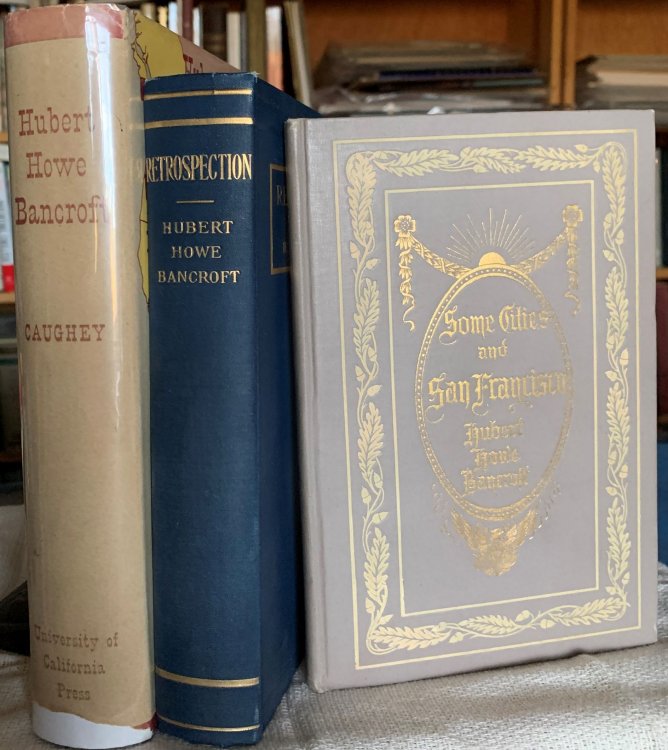 Hubert
Howe
Bancroft
CAUGHEY
University of
California
Press
RETROSPECTION
HUBERT
HOWE
BANCROFT
Some Cities
and
San Francisco
Hubert
Howe
Bancroft